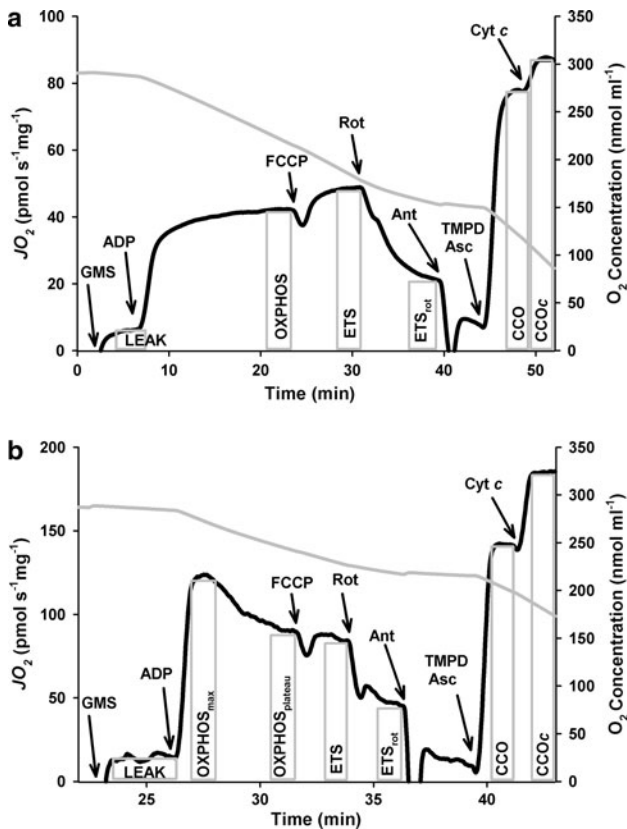 a
100
80
60
40
20
0
JO2 (pmol s-1mg-1)
350
300
250
200
150
100
50
0
O2 Concentration (nmol ml-1)
GMS
ADP
FCCP
Rot
Ant
TMPD
Asc
Cyt c
LEAK
OXPHOS
ETS
ETSrot
CCO
CCOc
0
10
20
30
40
50
Time (min)
b
200
150
100
50
0
JO2 (pmol s-1mg-1)
350
300
250
200
150
100
50
0
O2 Concentration (nmol ml-1)
GMS
ADP
FCCP
Rot
Ant
TMPD
Asc
Cyt c
LEAK
OXPHOSmax
OXPHOSplateau
ETS
ETSrot
CCO
CCOc
25
30
35
40
Time (min)